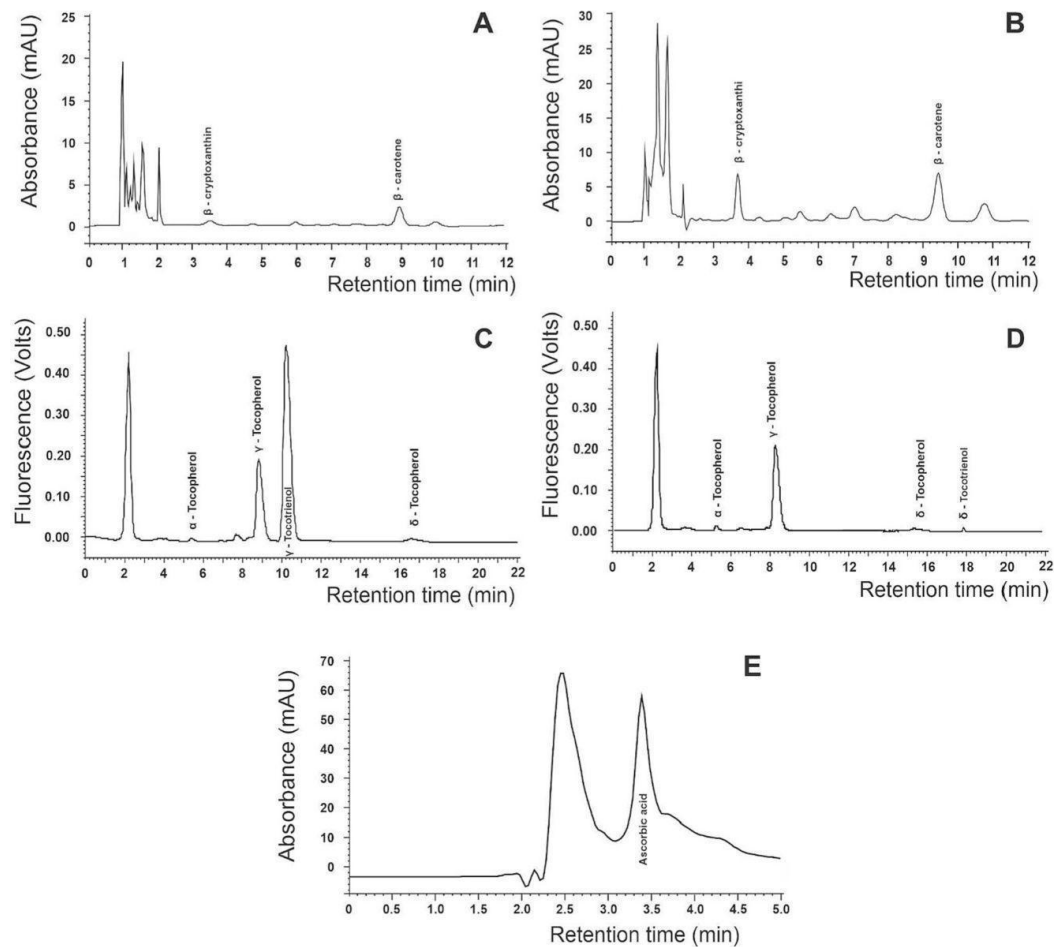 A
Absorbance (mAU)
25
20
15
10
5
0
β - cryptoxanthin
β - carotene
0 1 2 3 4 5 6 7 8 9 10 11 12
Retention time (min)
B
Absorbance (mAU)
30
25
20
15
10
5
0
β - cryptoxanthi
β - carotene
0 1 2 3 4 5 6 7 8 9 10 11 12
Retention time (min)
C
Fluorescence (Volts)
0.50
0.40
0.30
0.20
0.10
0.00
α - Tocopherol
γ - Tocopherol
γ - Tocotrienol
δ - Tocopherol
0 2 4 6 8 10 12 14 16 18 20 22
Retention time (min)
D
Fluorescence (Volts)
0.50
0.40
0.30
0.20
0.10
0.00
α - Tocopherol
γ - Tocopherol
δ - Tocopherol
δ - Tocotrienol
0 2 4 6 8 10 12 14 16 18 20 22
Retention time (min)
E
Absorbance (mAU)
70
60
50
40
30
20
10
0
Ascorbic acid
0 0.5 1.0 1.5 2.0 2.5 3.0 3.5 4.0 4.5 5.0
Retention time (min)